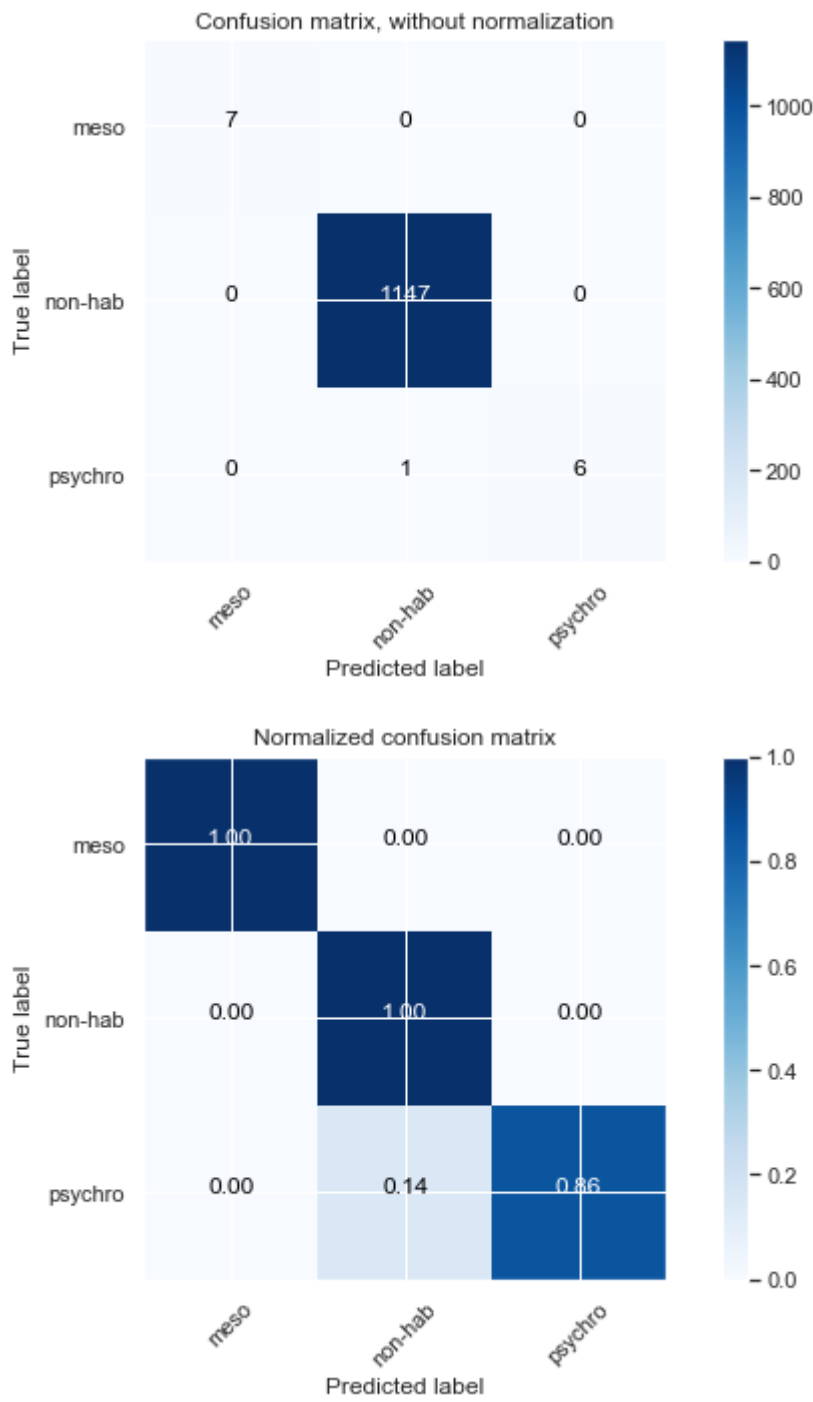 Confusion matrix, without normalization
meso 7 0 0
non-hab 0 1147 0
psychro 0 1 6
True label
meso non-hab psychro
Predicted label
1000
800
600
400
200
0
Normalized confusion matrix
meso 1.00 0.00 0.00
non-hab 0.00 1.00 0.00
psychro 0.00 0.14 0.86
True label
meso non-hab psychro
Predicted label
1.0
0.8
0.6
0.4
0.2
0.0